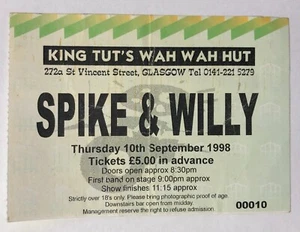 KING TUT'S WAH WAH HUT
272a St Vincent Street, GLASGOW Tel 0141-221 5279
SPIKE & WILLY
Thursday 10th September 1998
Tickets £5.00 in advance
Doors open approx 8:30pm
First band on stage 9:00pm approx
Show finishes 11:15 approx
Strictly over 18's only. Please bring photographic proof of age.
Downstairs bar open from midday
Management reserve the right to refuse admission.
00010